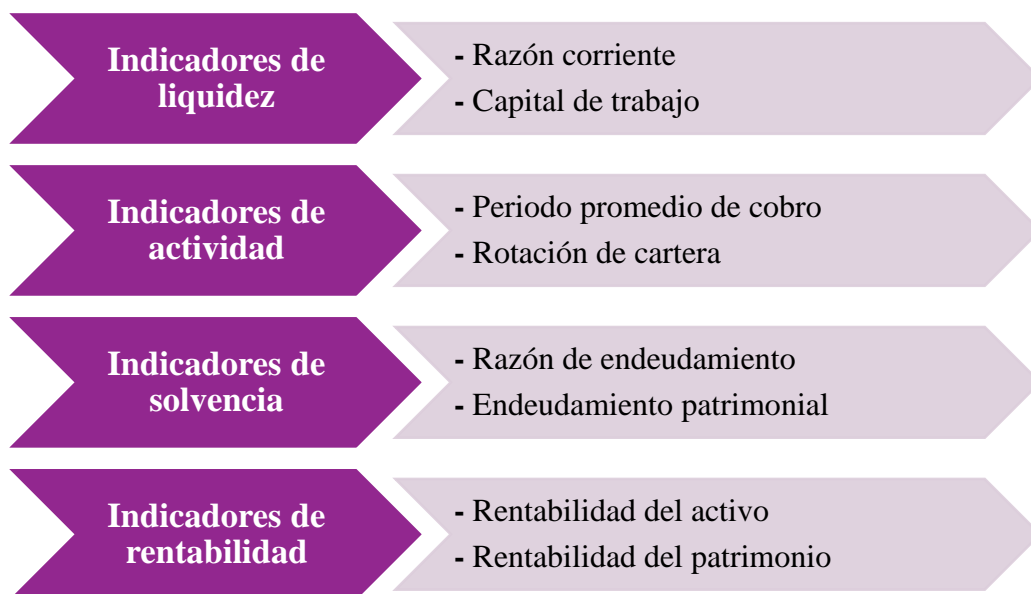 Indicadores de
liquidez
- Razón corriente
- Capital de trabajo
Indicadores de
actividad
- Periodo promedio de cobro
- Rotación de cartera
Indicadores de
solvencia
- Razón de endeudamiento
- Endeudamiento patrimonial
Indicadores de
rentabilidad
- Rentabilidad del activo
- Rentabilidad del patrimonio